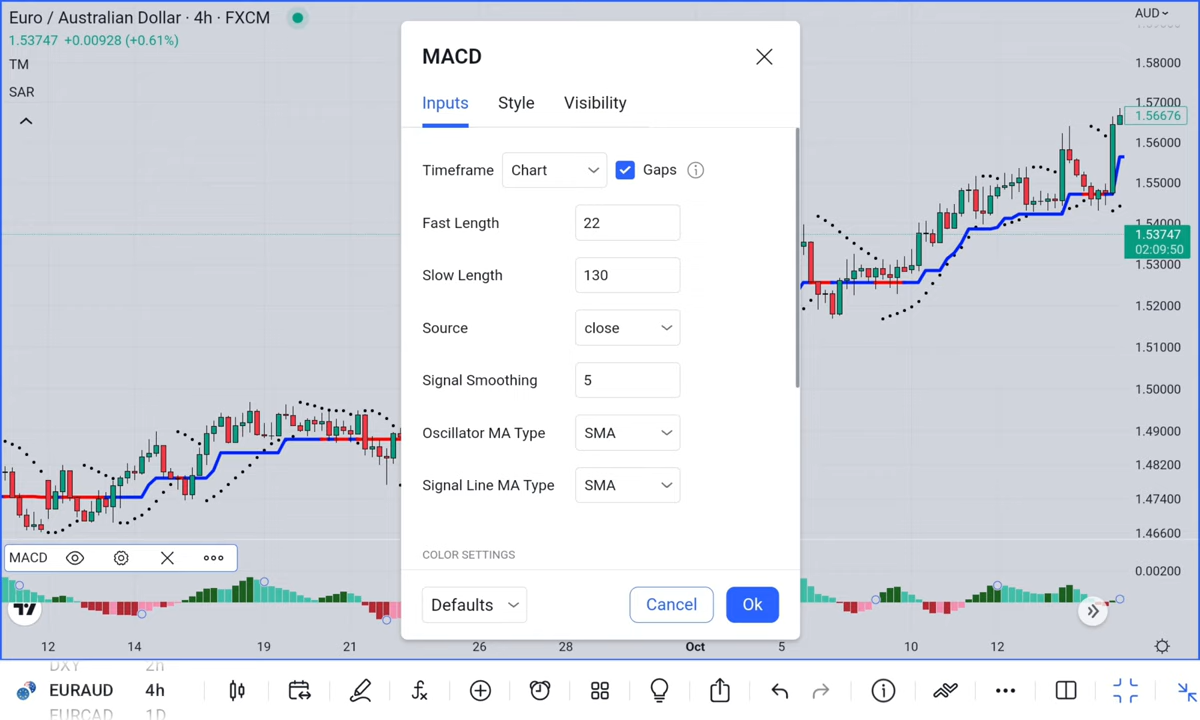 Euro / Australian Dollar · 4h · FXCM
1.53747 +0.00928 (+0.61%)
TM
SAR
MACD
Inputs Style Visibility
Timeframe Chart Gaps
Fast Length 22
Slow Length 130
Source close
Signal Smoothing 5
Oscillator MA Type SMA
Signal Line MA Type SMA
COLOR SETTINGS
Defaults Cancel Ok
AUD
1.58000
1.57000
1.56676
1.56000
1.55000
1.54000
1.53747
02:09:50
1.53000
1.52000
1.51000
1.50000
1.49000
1.48200
1.47400
1.46600
MACD
0.00200
12 14 19 21 26 28 Oct 5 10 12
DXY 2h
EURAUD 4h
EURCAD 1D